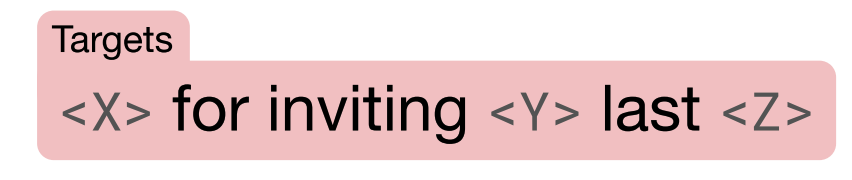 Targets
<X> for inviting <Y> last <Z>